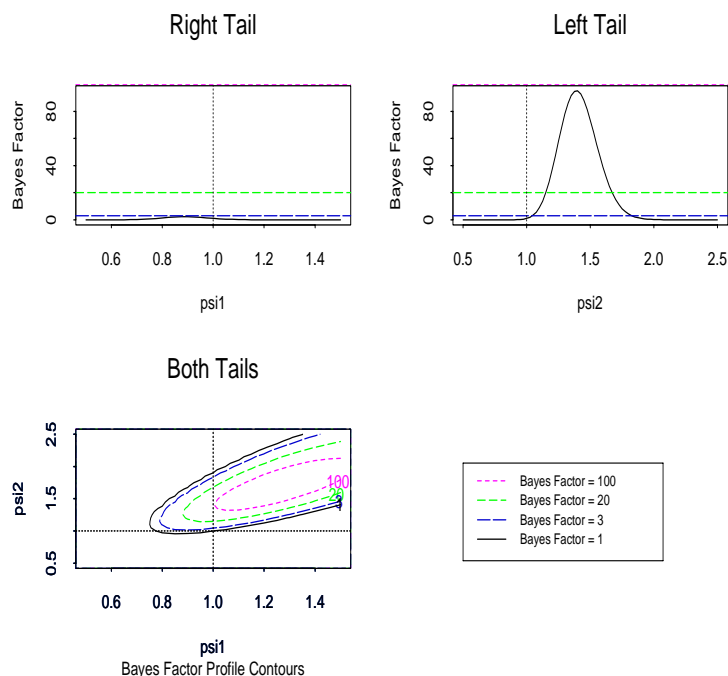 Right Tail
Bayes Factor
0 40 80
0.6 0.8 1.0 1.2 1.4
psi1
Left Tail
Bayes Factor
0 40 80
0.5 1.0 1.5 2.0 2.5
psi2
Both Tails
psi2
0.5 1.5 2.5
100
20
3
0.6 0.8 1.0 1.2 1.4
psi1
Bayes Factor Profile Contours
Bayes Factor = 100
Bayes Factor = 20
Bayes Factor = 3
Bayes Factor = 1